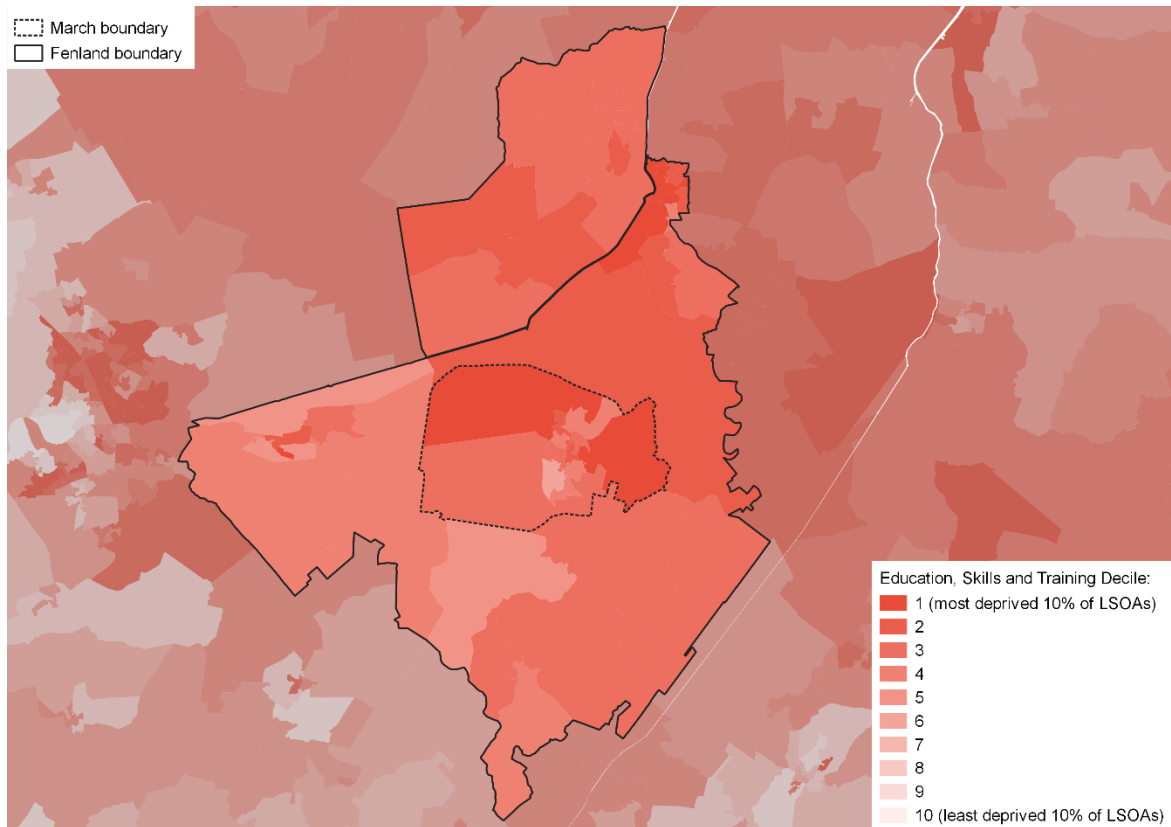 March boundary
Fenland boundary
Education, Skills and Training Decile:
1 (most deprived 10% of LSOAs)
2
3
4
5
6
7
8
9
10 (least deprived 10% of LSOAs)